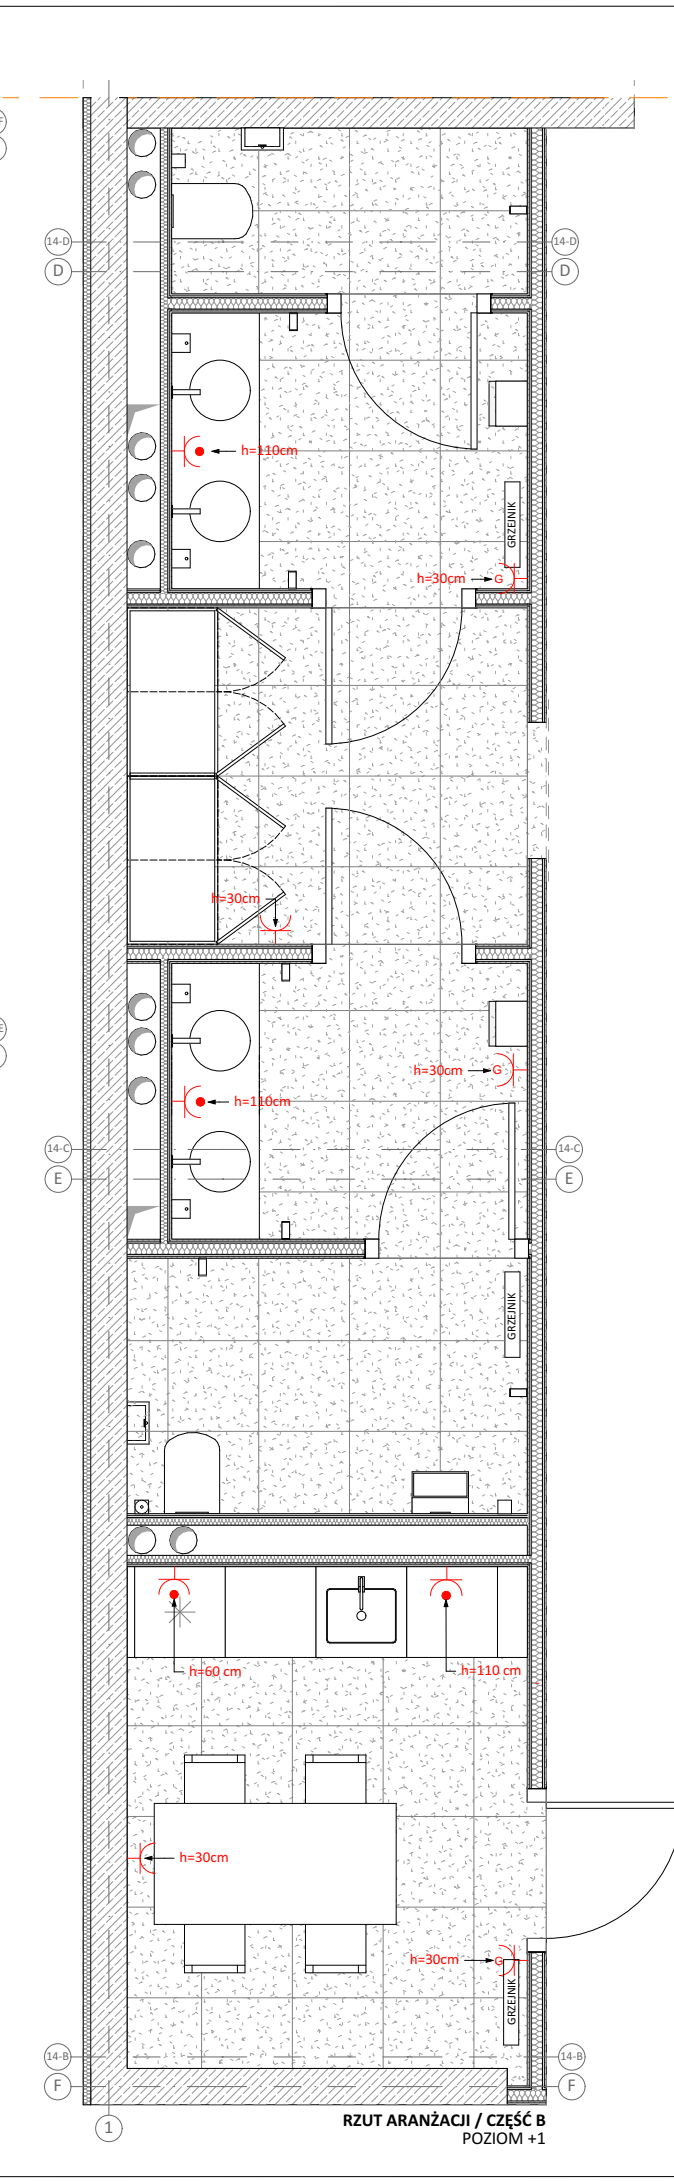 14-D
14-D
D
D
h=110cm
GRZEJNIK
h=30cm
G
h=30cm
h=30cm
G
h=110cm
14-C
14-C
E
E
GRZEJNIK
h=60 cm
h=110 cm
h=30cm
h=30cm
G
GRZEJNIK
14-B
14-B
F
F
1
RZUT ARANŻACJI / CZĘŚĆ B
POZIOM +1